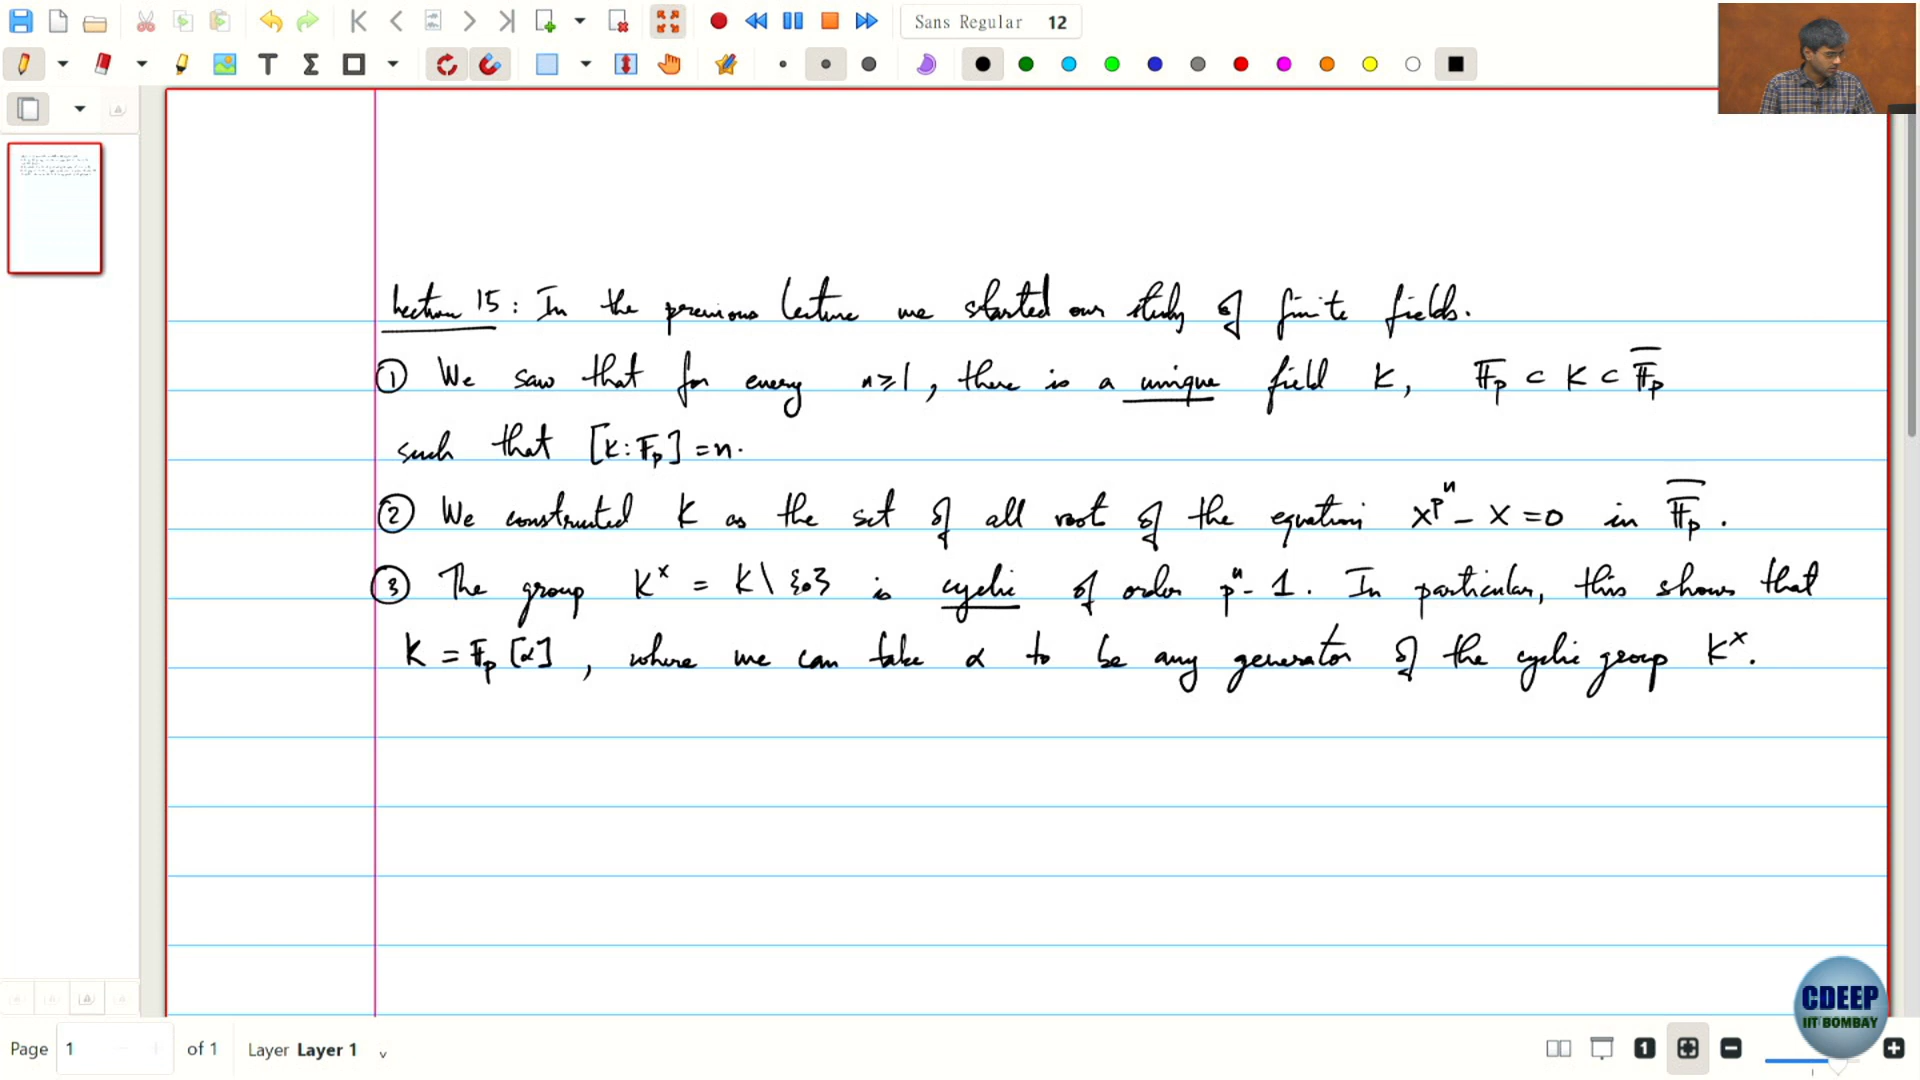 Sans Regular 12
Lecture 15 : In the previous lecture we started our study of finite fields.
① We saw that for every n≥1, there is a unique field K, 𝔽p ⊂ K ⊂ 𝔽̅p
such that [K:𝔽p] = n.
② We constructed K as the set of all root of the equation x^{p^n} - x = 0 in 𝔽̅p.
③ The group K^x = K \ {0} is cyclic of order p^n - 1. In particular, this shows that
K = 𝔽p [α], where we can take α to be any generator of the cyclic group K^x.
CDEEP
IIT BOMBAY
Page 1 of 1 Layer Layer 1